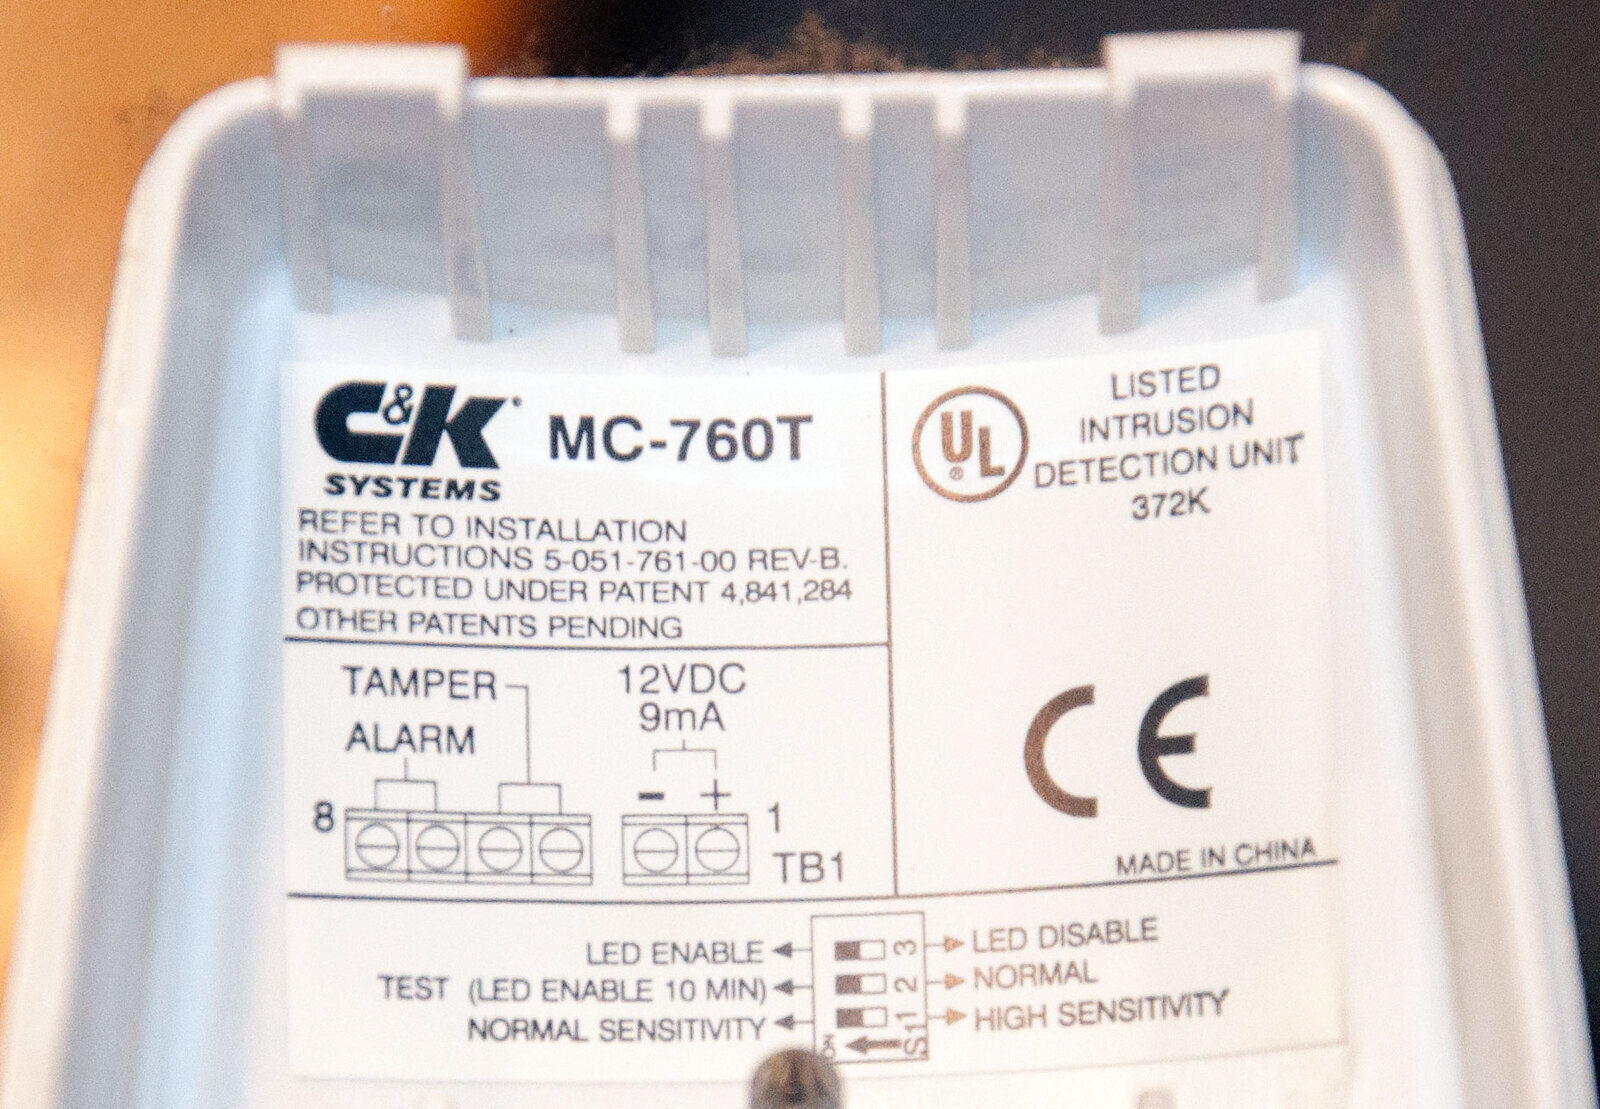 C&K SYSTEMS
MC-760T
REFER TO INSTALLATION
INSTRUCTIONS 5-051-761-00 REV-B.
PROTECTED UNDER PATENT 4,841,284
OTHER PATENTS PENDING
UL ®
LISTED
INTRUSION
DETECTION UNIT
372K
TAMPER
ALARM
12VDC
9mA
- +
8
1
TB1
CE
MADE IN CHINA
LED ENABLE 3 LED DISABLE
TEST (LED ENABLE 10 MIN) 2 NORMAL
NORMAL SENSITIVITY 1 HIGH SENSITIVITY
ON S1